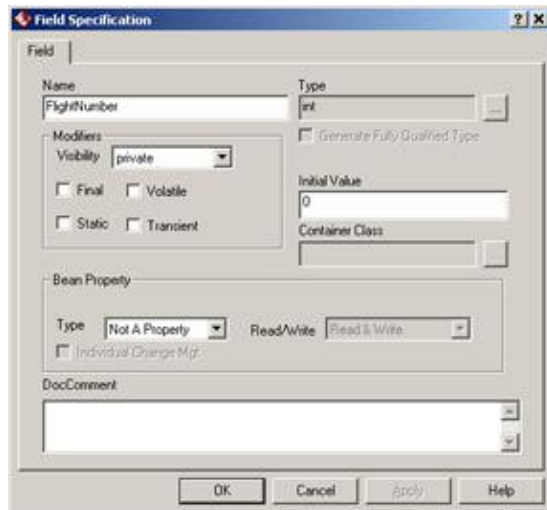 Field Specification
Field
Name
FlightNumber
Type
int
...
Generate Fully Qualified Type
Modifiers
Visibility private
Final Volatile
Static Transient
Initial Value
0
Container Class
...
Bean Property
Type Not A Property Read/Write Read & Write
Individual Change Mgt.
DocComment
OK Cancel Apply Help